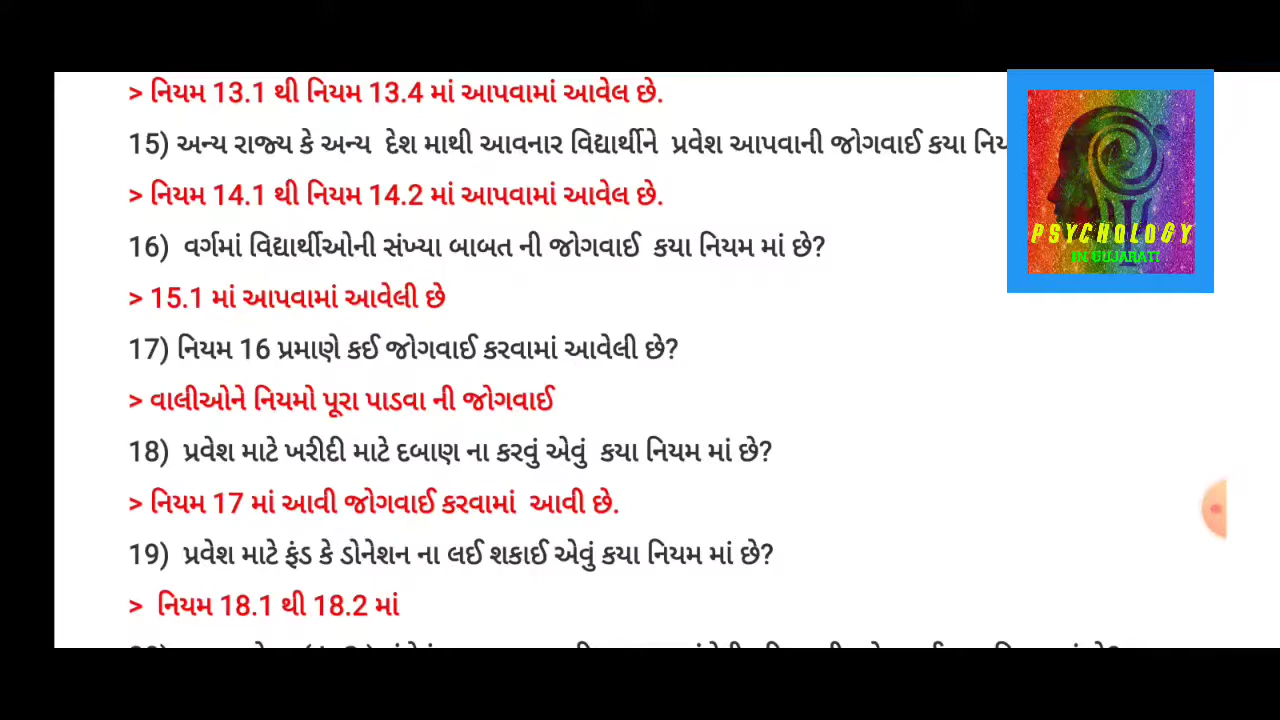 > નિયમ 13.1 થી નિયમ 13.4 માં આપવામાં આવેલ છે.
15) અન્ય રાજ્ય કે અન્ય દેશ માથી આવનાર વિદ્યાર્થીને પ્રવેશ આપવાની જોગવાઈ કયા
> નિયમ 14.1 થી નિયમ 14.2 માં આપવામાં આવેલ છે.
16) વર્ગમાં વિદ્યાર્થીઓની સંખ્યા બાબત ની જોગવાઈ કયા નિયમ માં છે?
> 15.1 માં આપવામાં આવેલી છે
17) નિયમ 16 પ્રમાણે કઈ જોગવાઈ કરવામાં આવેલી છે?
> વાલીઓને નિયમો પૂરા પાડવા ની જોગવાઈ
18) પ્રવેશ માટે ખરીદી માટે દબાણ ના કરવું એવું કયા નિયમ માં છે?
> નિયમ 17 માં આવી જોગવાઈ કરવામાં આવી છે.
19) પ્રવેશ માટે ફંડ કે ડોનેશન ના લઈ શકાઈ એવું કયા નિયમ માં છે?
> નિયમ 18.1 થી 18.2 માં
PSYCHOLOGY
IN GUJARATI